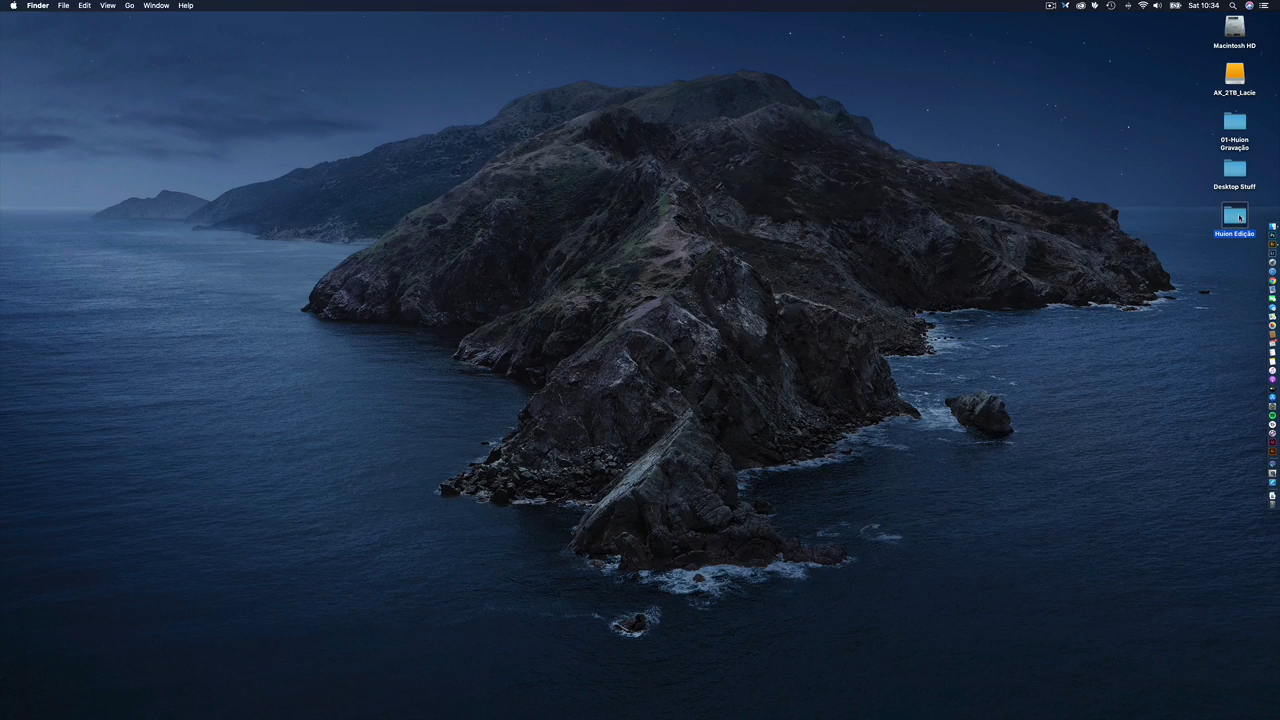 Finder File Edit View Go Window Help
Sat 10:34
Macintosh HD
AK_2TB_Lacie
01-Huion
Gravação
Desktop Stuff
Huion Edição